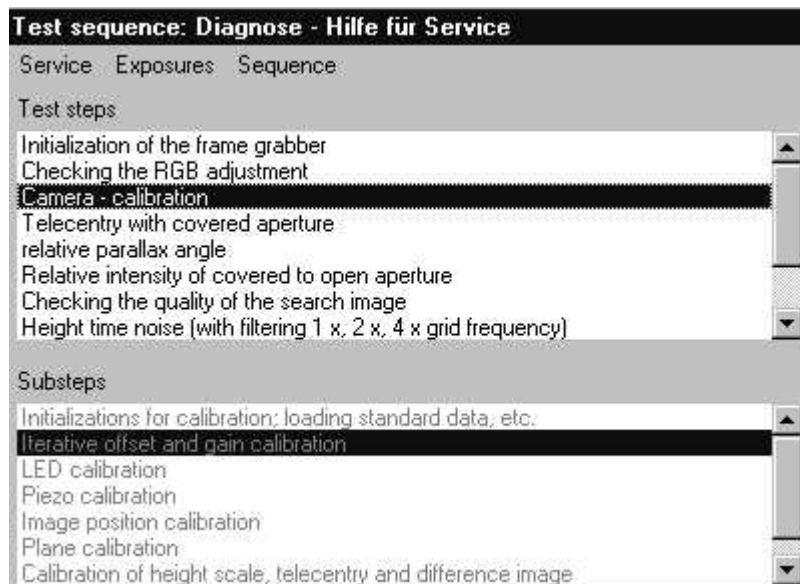 Test sequence: Diagnose - Hilfe für Service
Service Exposures Sequence
Test steps
Initialization of the frame grabber
Checking the RGB adjustment
Camera - calibration
Telecentry with covered aperture
relative parallax angle
Relative intensity of covered to open aperture
Checking the quality of the search image
Height time noise (with filtering 1 x, 2 x, 4 x grid frequency)
Substeps
Initializations for calibration; loading standard data, etc.
Iterative offset and gain calibration
LED calibration
Piezo calibration
Image position calibration
Plane calibration
Calibration of height scale, telecentry and difference image